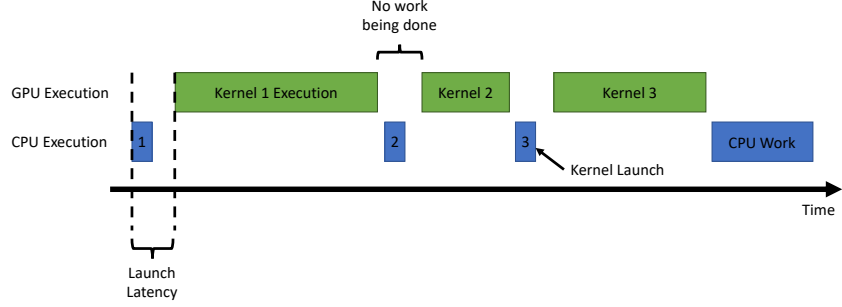 No work
being done
GPU Execution
Kernel 1 Execution
Kernel 2
Kernel 3
CPU Execution
1
2
3
CPU Work
Kernel Launch
Time
Launch
Latency